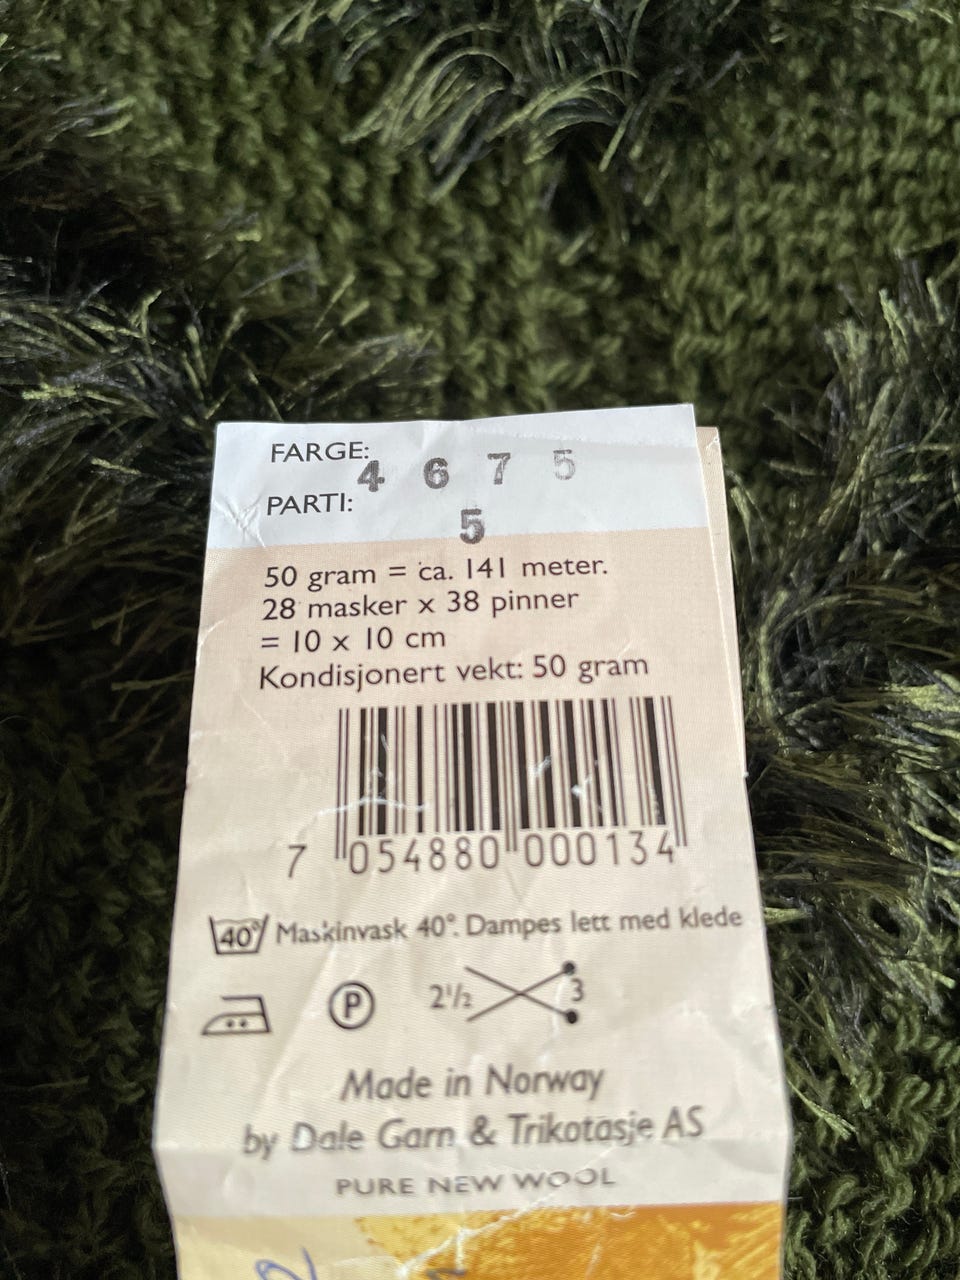 FARGE: 4 6 7 5
PARTI: 5
50 gram = ca. 141 meter.
28 masker x 38 pinner
= 10 x 10 cm
Kondisjonert vekt: 50 gram
7 054880 000134
40° Maskinvask 40°. Dampes lett med klede
P 2½ 3
Made in Norway
by Dale Garn & Trikotasje AS
PURE NEW WOOL